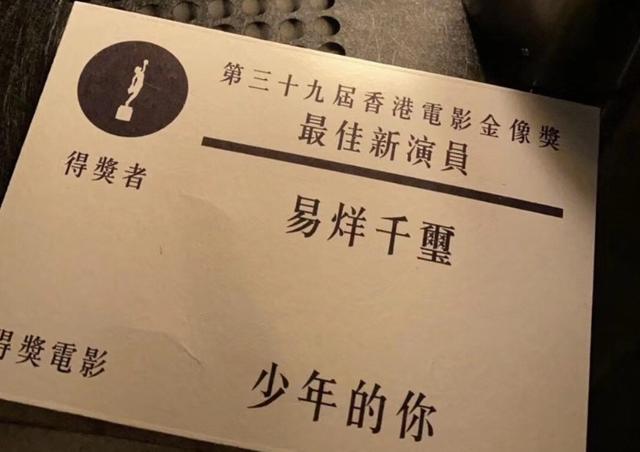 第三十九屆香港電影金像獎
最佳新演員
得獎者
易烊千璽
得獎電影
少年的你